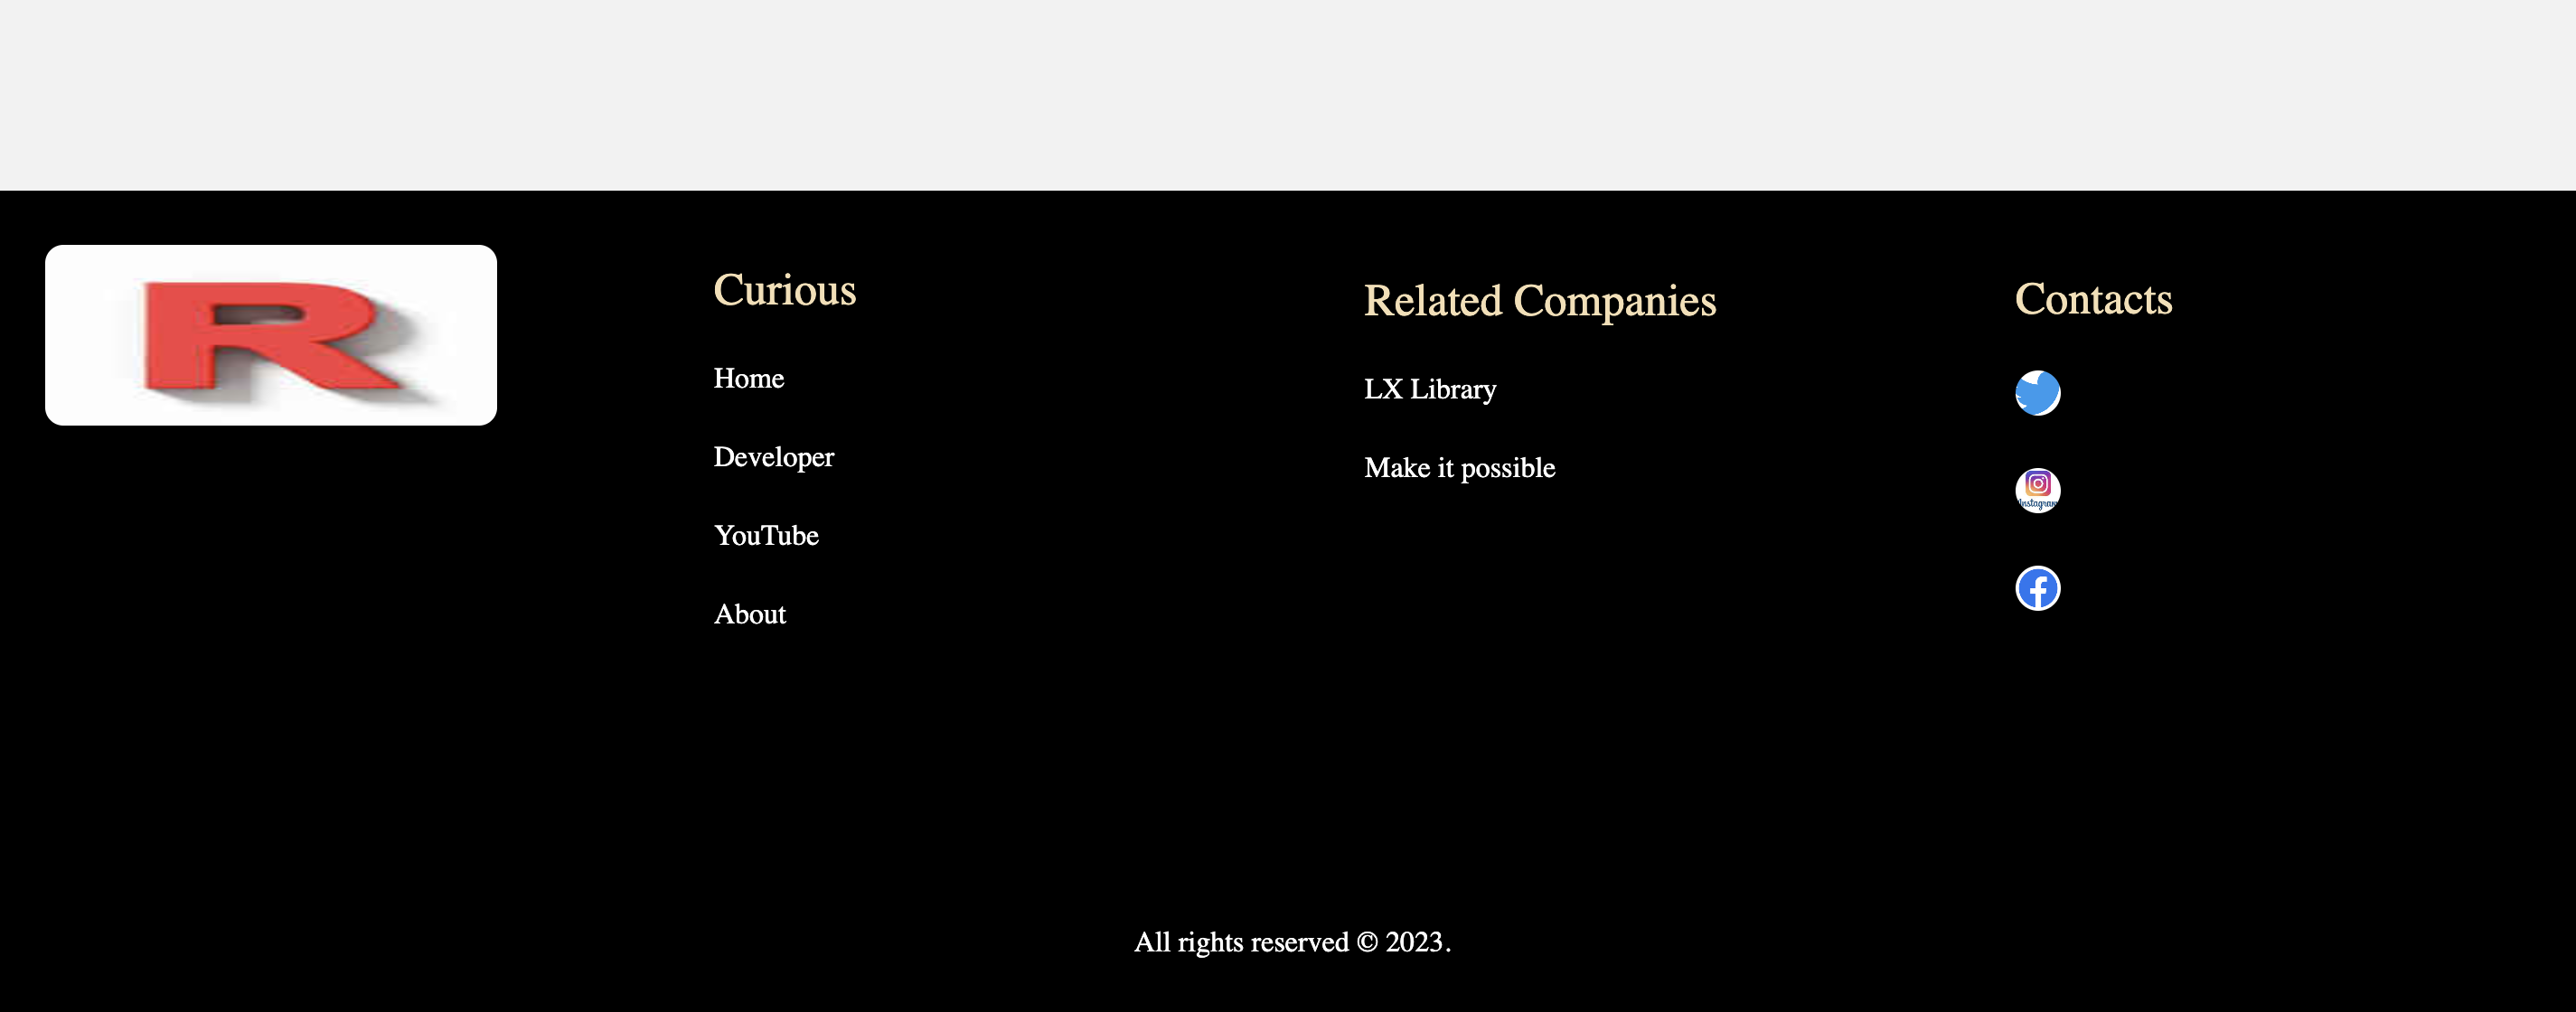 R
Curious
Home
Developer
YouTube
About
Related Companies
LX Library
Make it possible
Contacts
Instagram
All rights reserved © 2023.